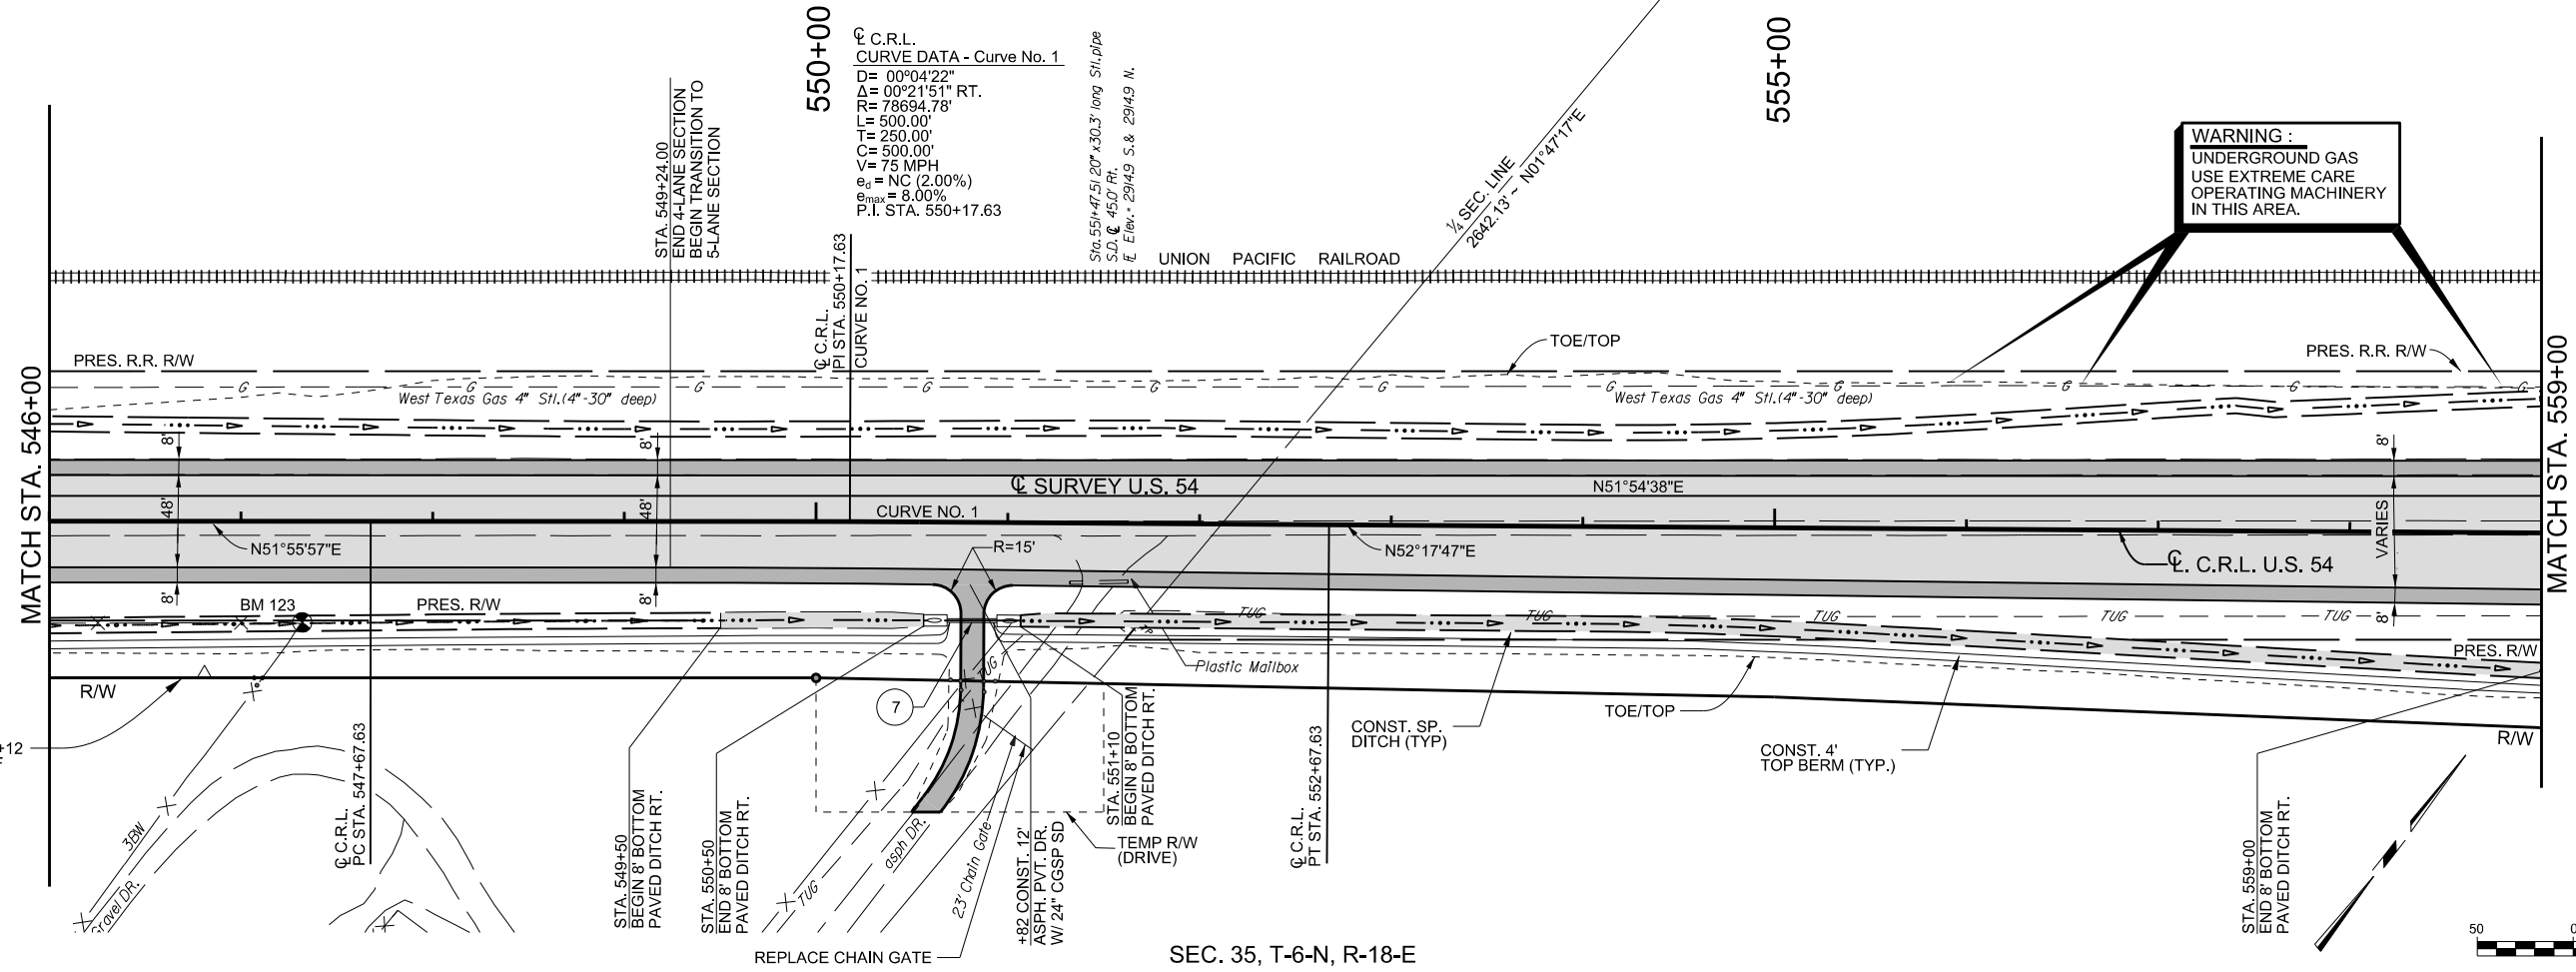 550+00
℄ C.R.L.
CURVE DATA - Curve No. 1
D= 00º04'22"
Δ= 00º21'51" RT.
R= 78694.78'
L= 500.00'
T= 250.00'
C= 500.00'
V= 75 MPH
ed = NC (2.00%)
emax = 8.00%
P.I. STA. 550+17.63
Sta.551+47.51 20" x30.3' long Stl.pipe
S.D. ℄ 45.0' Rt.
Elev.= 2914.9 S.& 2914.9 N.
555+00
STA. 549+24.00
END 4-LANE SECTION
BEGIN TRANSITION TO
5-LANE SECTION
℄ C.R.L.
PI STA. 550+17.63
CURVE NO. 1
¼ SEC. LINE
2642.13' ~ N01°47'17"E
WARNING :
UNDERGROUND GAS
USE EXTREME CARE
OPERATING MACHINERY
IN THIS AREA.
UNION PACIFIC RAILROAD
PRES. R.R. R/W
TOE/TOP
PRES. R.R. R/W
G G G G G G G G G G
West Texas Gas 4" Stl.(4"-30" deep)
West Texas Gas 4" Stl.(4"-30" deep)
MATCH STA. 546+00
MATCH STA. 559+00
8'
8'
8'
48'
48'
VARIES
8'
8'
8'
℄ SURVEY U.S. 54
N51°54'38"E
CURVE NO. 1
N51°55'57"E
R=15'
N52°17'47"E
℄. C.R.L. U.S. 54
BM 123
PRES. R/W
TUG TUG TUG TUG TUG
TUG
Plastic Mailbox
PRES. R/W
R/W
7
+12
℄ C.R.L.
PC STA. 547+67.63
3BW
Gravel DR.
STA. 549+50
BEGIN 8' BOTTOM
PAVED DITCH RT.
STA. 550+50
END 8' BOTTOM
PAVED DITCH RT.
TUG
asph DR.
23' Chain Gate
REPLACE CHAIN GATE
+82 CONST. 12'
ASPH. PVT. DR.
W/ 24" CGSP SD
STA. 551+10
BEGIN 8' BOTTOM
PAVED DITCH RT.
TEMP R/W
(DRIVE)
℄ C.R.L.
PT STA. 552+67.63
CONST. SP.
DITCH (TYP)
TOE/TOP
CONST. 4'
TOP BERM (TYP.)
R/W
STA. 559+00
END 8' BOTTOM
PAVED DITCH RT.
SEC. 35, T-6-N, R-18-E
50